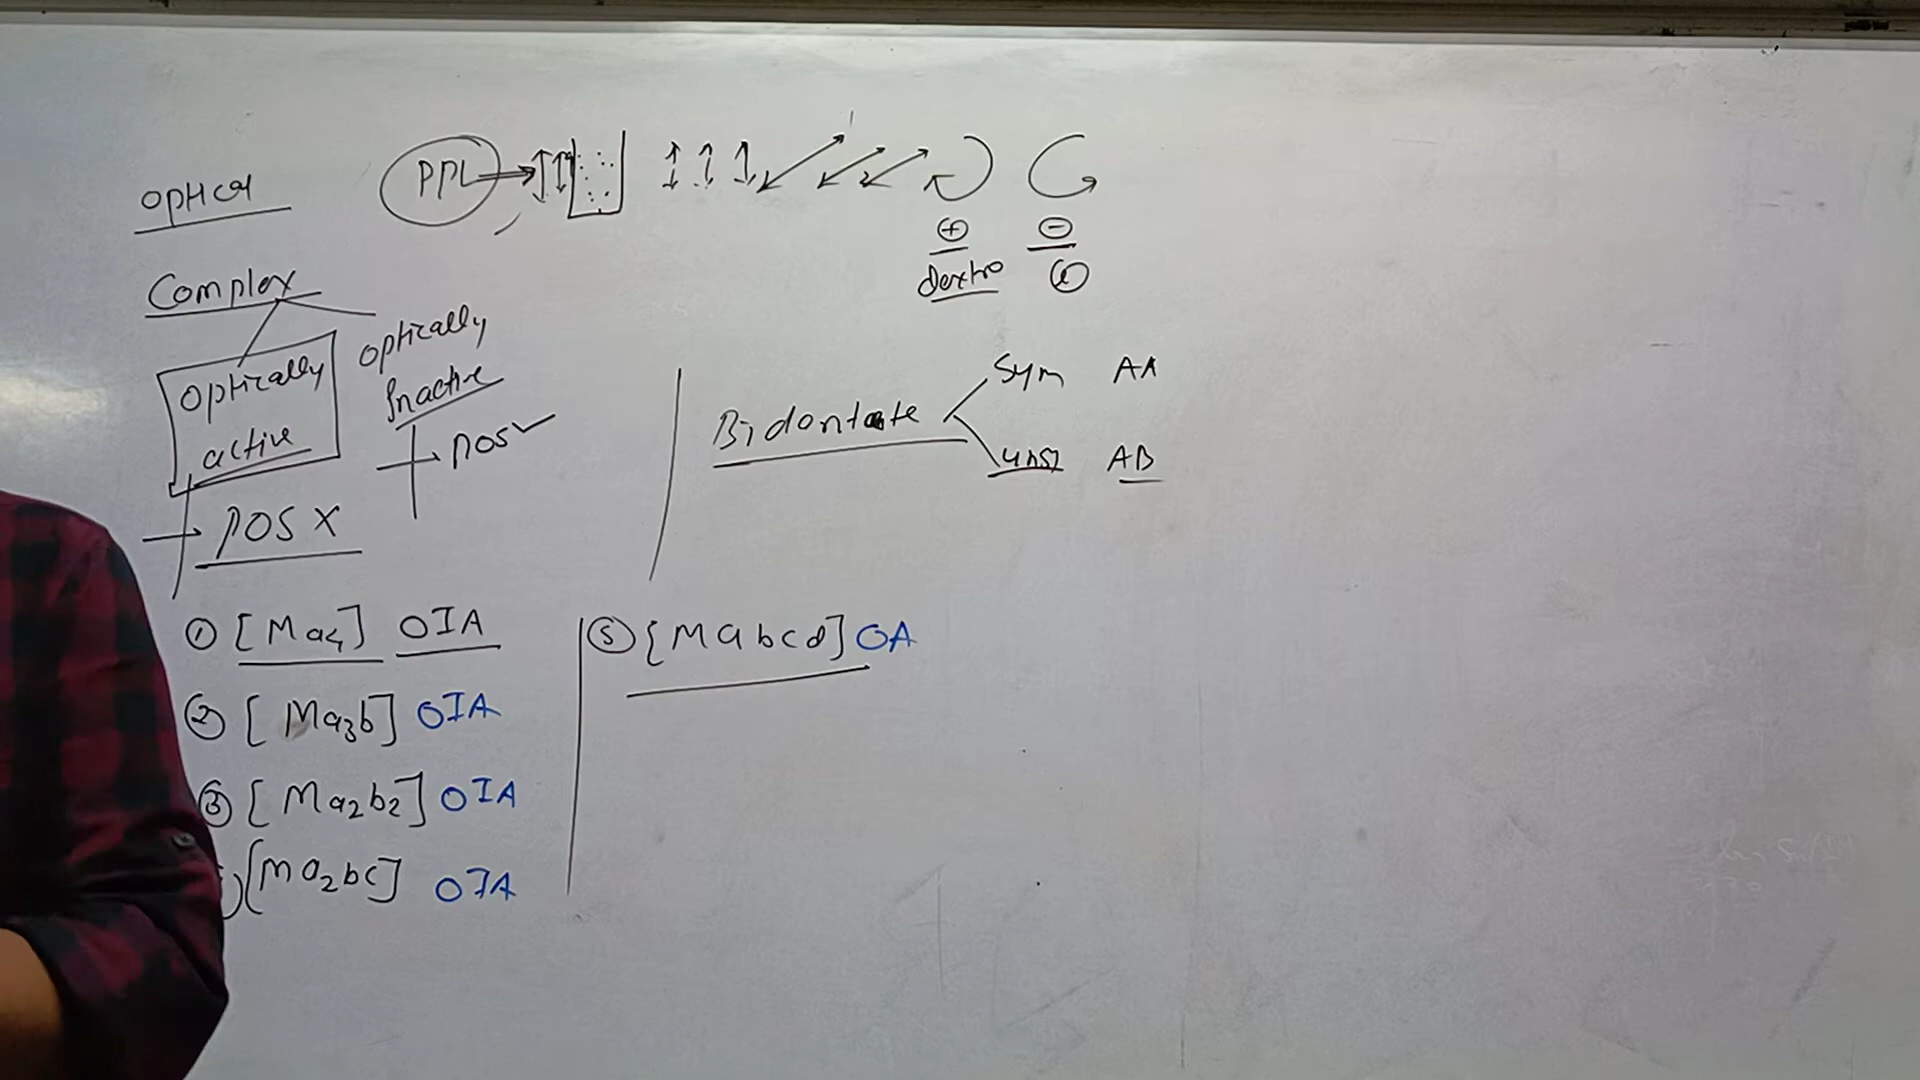 optical
PPL
⊕ ⊖
dextro (l)
Complex
Optically active
Optically Inactive
POS X
POS ✓
Bidentate
Sym AA
unsy AB
① [Ma4] OIA
② [Ma3b] OIA
③ [Ma2b2] OIA
[Ma2bc] OIA
⑤ [Mabcd] OA